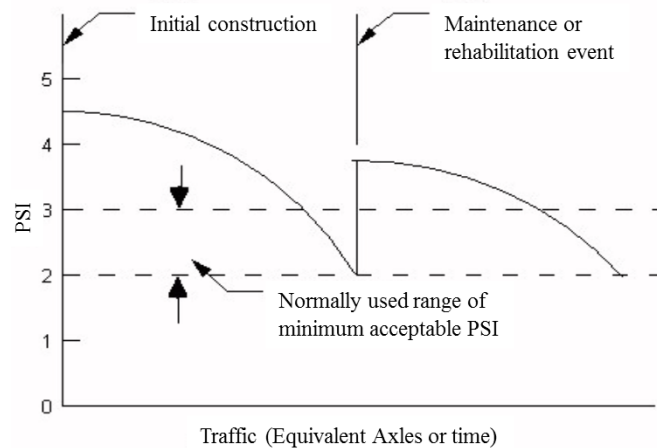 Initial construction
Maintenance or
rehabilitation event
5
4
3
2
1
0
PSI
Normally used range of
minimum acceptable PSI
Traffic (Equivalent Axles or time)